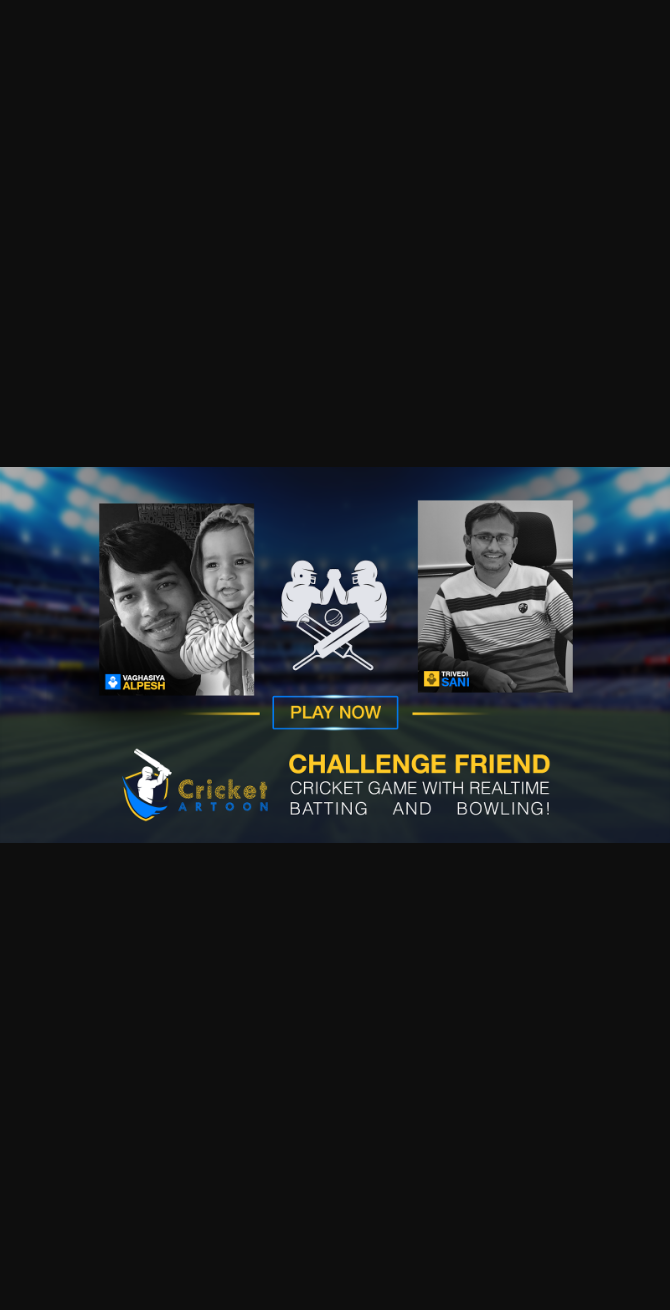 VAGHASIYA
ALPESH
TRIVEDI
SANI
PLAY NOW
Cricket
ARTOON
CHALLENGE FRIEND
CRICKET GAME WITH REALTIME
BATTING AND BOWLING!